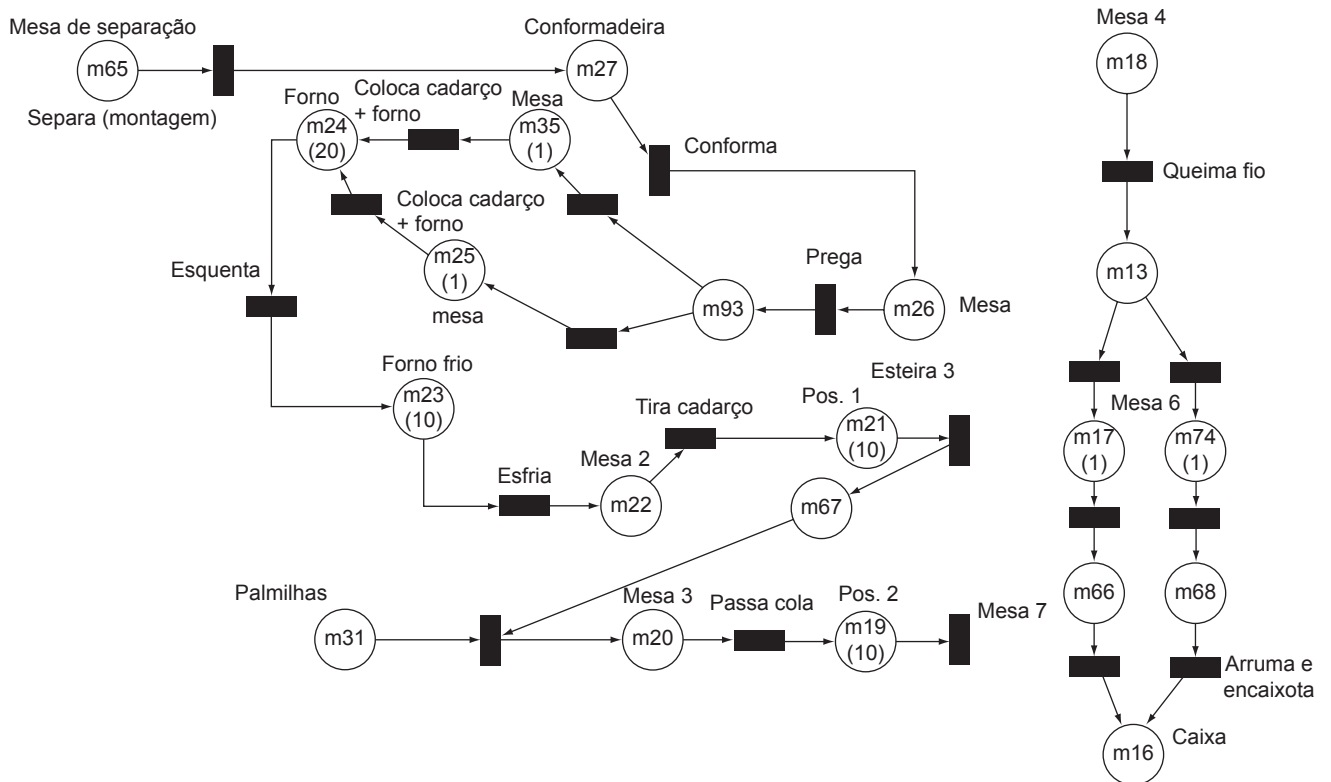 Mesa de separação
m65
Separa (montagem)
Conformadeira
m27
Coloca cadarço
+ forno
Forno
m24
(20)
Mesa
m35
(1)
Conforma
Coloca cadarço
+ forno
m25
(1)
mesa
Esquenta
m93
Prega
m26
Mesa
Forno frio
m23
(10)
Esfria
Mesa 2
m22
Tira cadarço
Pos. 1
m21
(10)
Esteira 3
m67
Palmilhas
m31
Mesa 3
m20
Passa cola
Pos. 2
m19
(10)
Mesa 7
Mesa 4
m18
Queima fio
m13
Mesa 6
m17
(1)
m74
(1)
m66
m68
Arruma e
encaixota
m16
Caixa